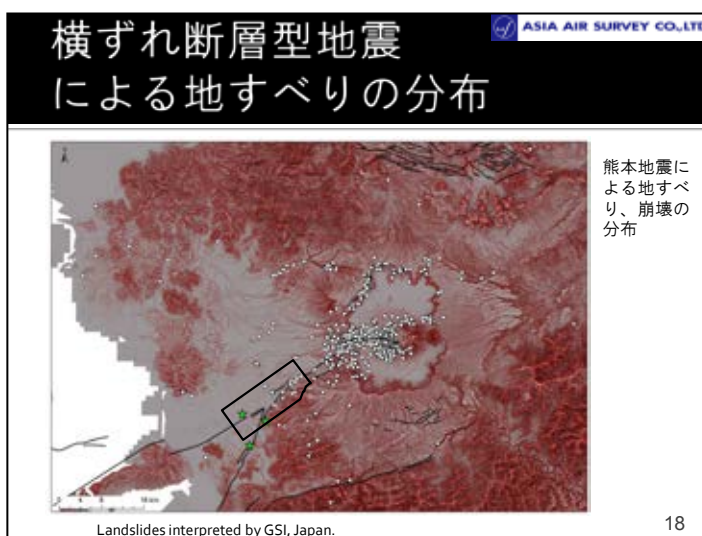 横ずれ断層型地震
による地すべりの分布
ASIA AIR SURVEY CO.,LTD
熊本地震に
よる地すべ
り、崩壊の
分布
Landslides interpreted by GSI, Japan.
18